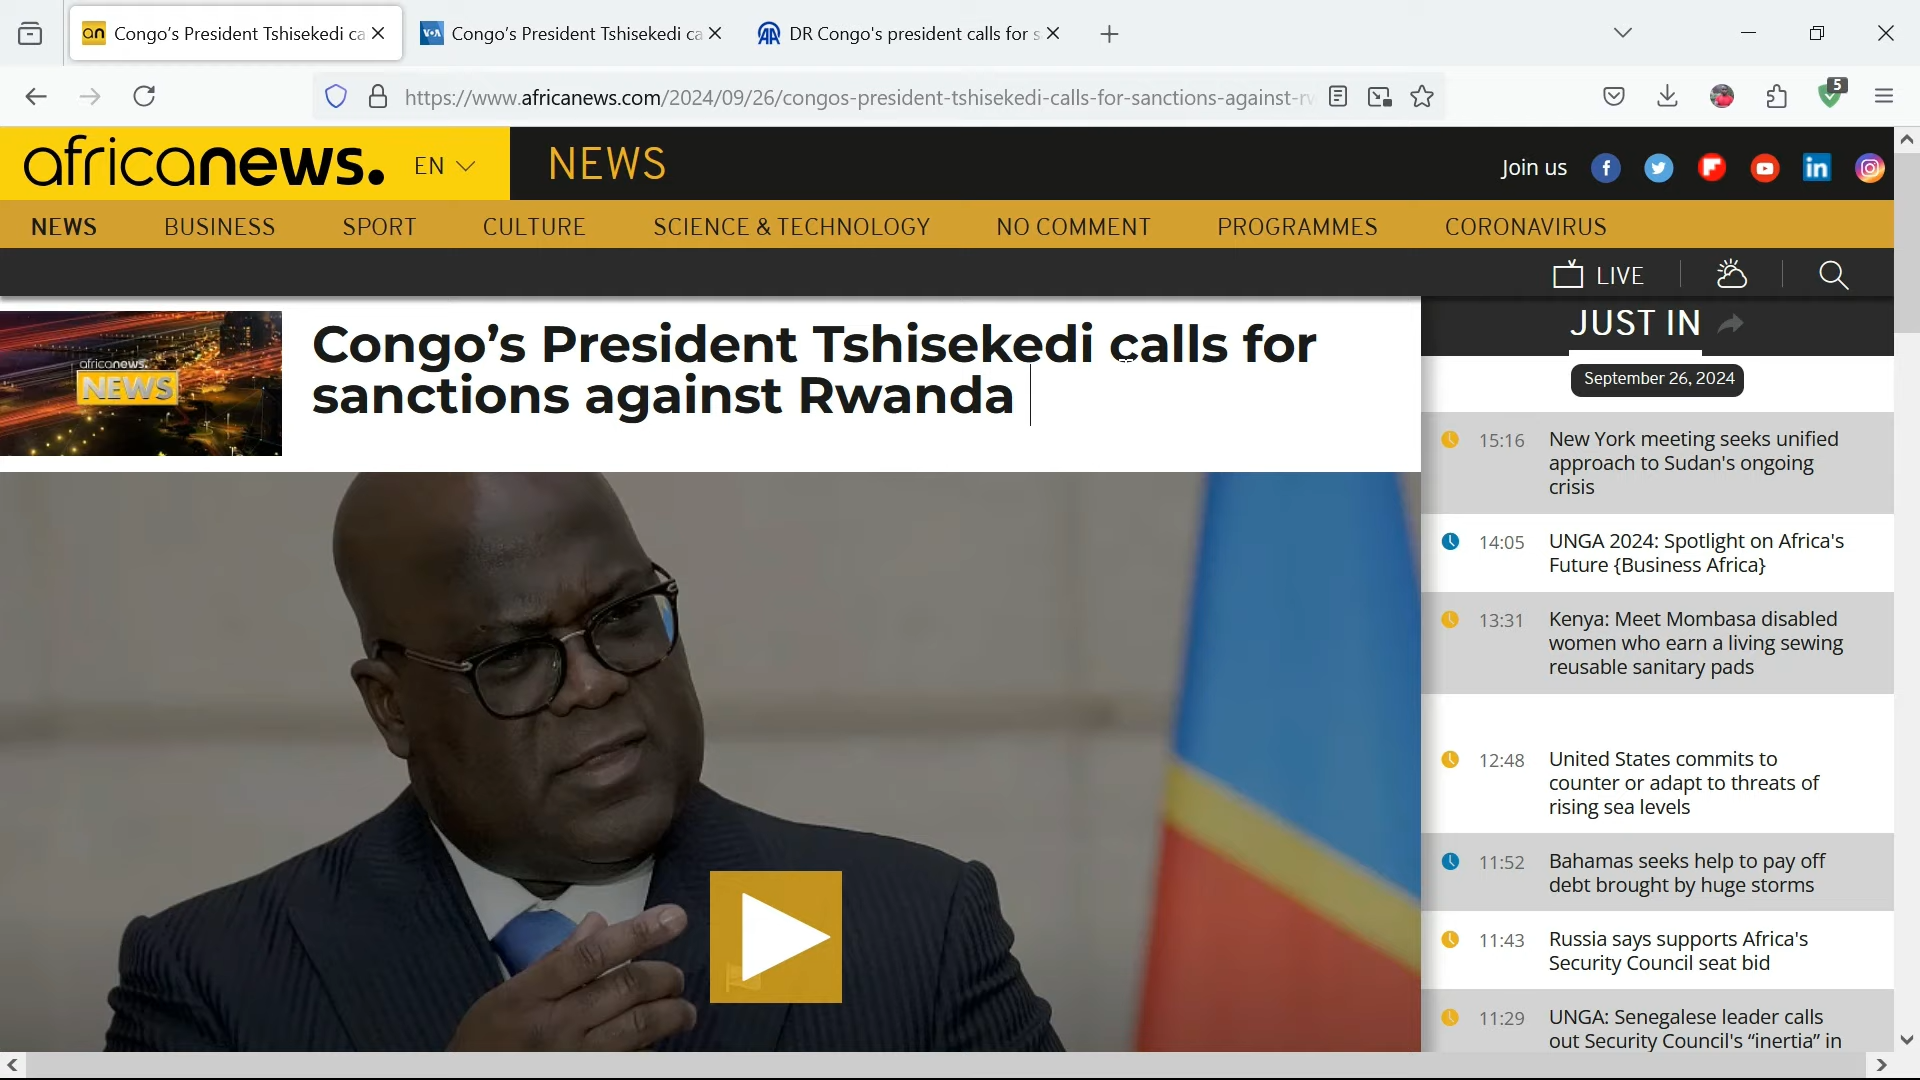 Congo's President Tshisekedi ca
Congo's President Tshisekedi ca
DR Congo's president calls for s
https://www.africanews.com/2024/09/26/congos-president-tshisekedi-calls-for-sanctions-against-rw
5
africanews.
EN
NEWS
Join us
NEWS
BUSINESS
SPORT
CULTURE
SCIENCE & TECHNOLOGY
NO COMMENT
PROGRAMMES
CORONAVIRUS
LIVE
africanews.
NEWS
Congo’s President Tshisekedi calls for
sanctions against Rwanda
JUST IN
September 26, 2024
15:16
New York meeting seeks unified
approach to Sudan's ongoing
crisis
14:05
UNGA 2024: Spotlight on Africa's
Future {Business Africa}
13:31
Kenya: Meet Mombasa disabled
women who earn a living sewing
reusable sanitary pads
12:48
United States commits to
counter or adapt to threats of
rising sea levels
11:52
Bahamas seeks help to pay off
debt brought by huge storms
11:43
Russia says supports Africa's
Security Council seat bid
11:29
UNGA: Senegalese leader calls
out Security Council's “inertia” in